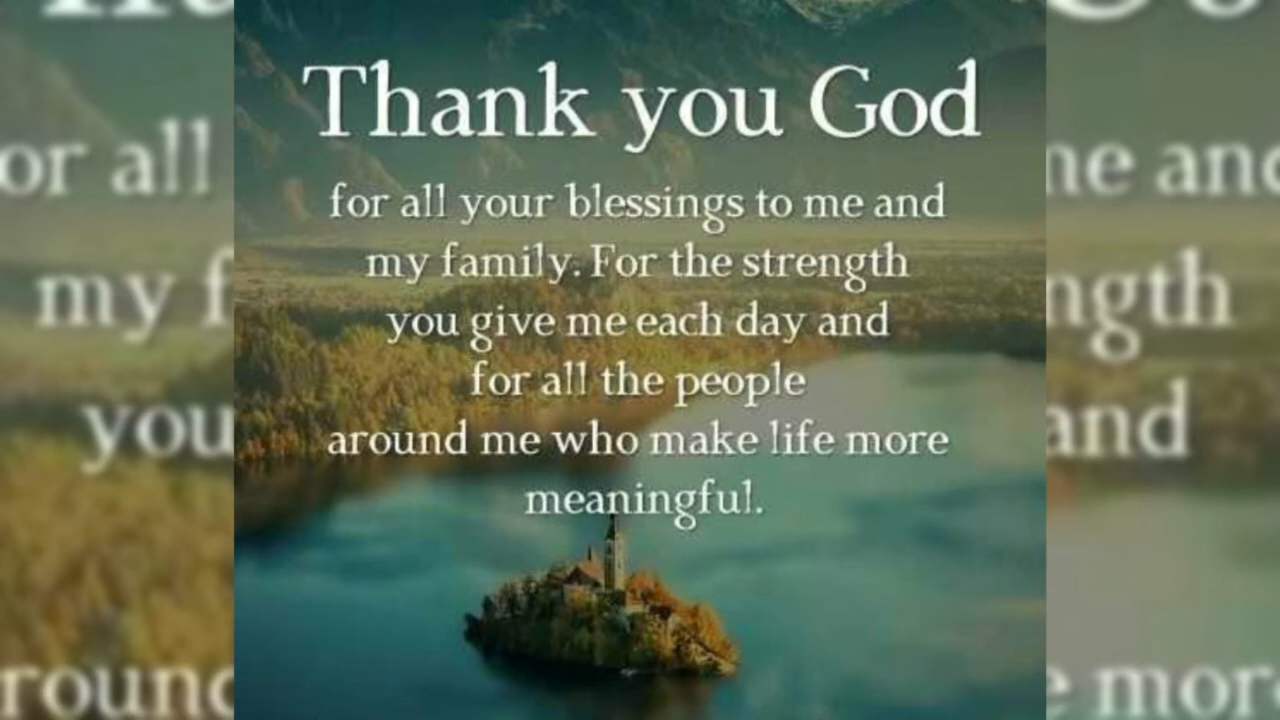 Thank you God
for all your blessings to me and
my family. For the strength
you give me each day and
for all the people
around me who make life more
meaningful.